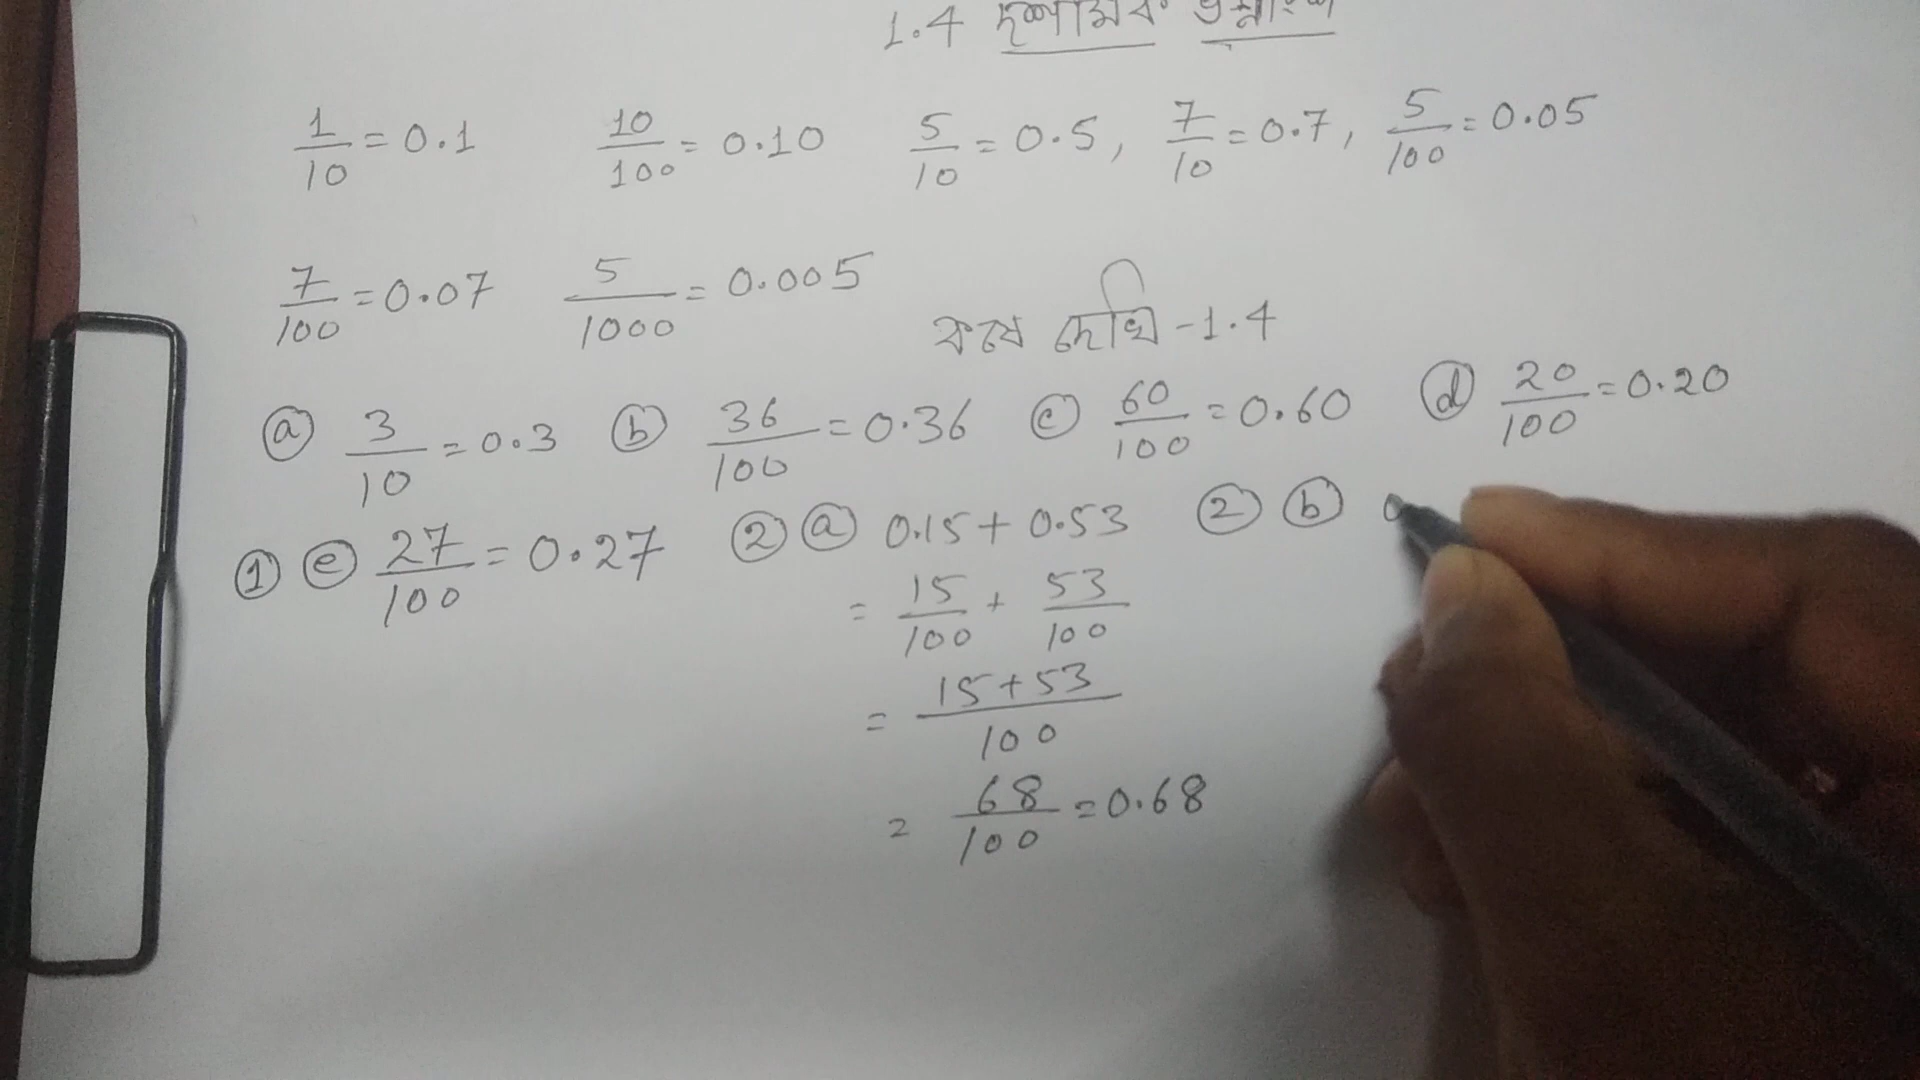 1.4 দশমিক ভগ্নাংশ
1/10 = 0.1 10/100 = 0.10 5/10 = 0.5, 7/10 = 0.7, 5/100 = 0.05
7/100 = 0.07 5/1000 = 0.005
কষে দেখি -1.4
ⓐ 3/10 = 0.3 ⓑ 36/100 = 0.36 ⓒ 60/100 = 0.60 ⓓ 20/100 = 0.20
① ⓔ 27/100 = 0.27 ② ⓐ 0.15 + 0.53 ② ⓑ
= 15/100 + 53/100
= 15+53/100
= 68/100 = 0.68